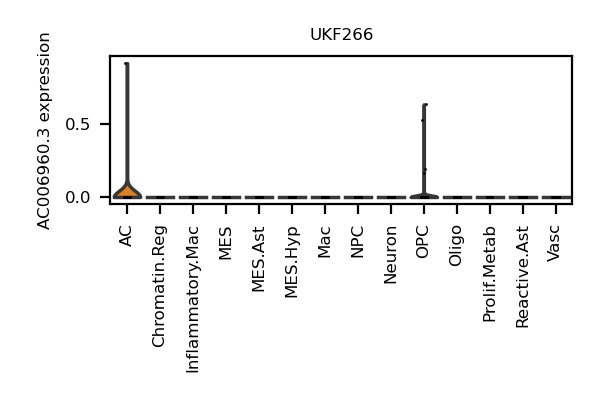 UKF266
AC006960.3 expression
0.5
0.0
AC
Chromatin.Reg
Inflammatory.Mac
MES
MES.Ast
MES.Hyp
Mac
NPC
Neuron
OPC
Oligo
Prolif.Metab
Reactive.Ast
Vasc